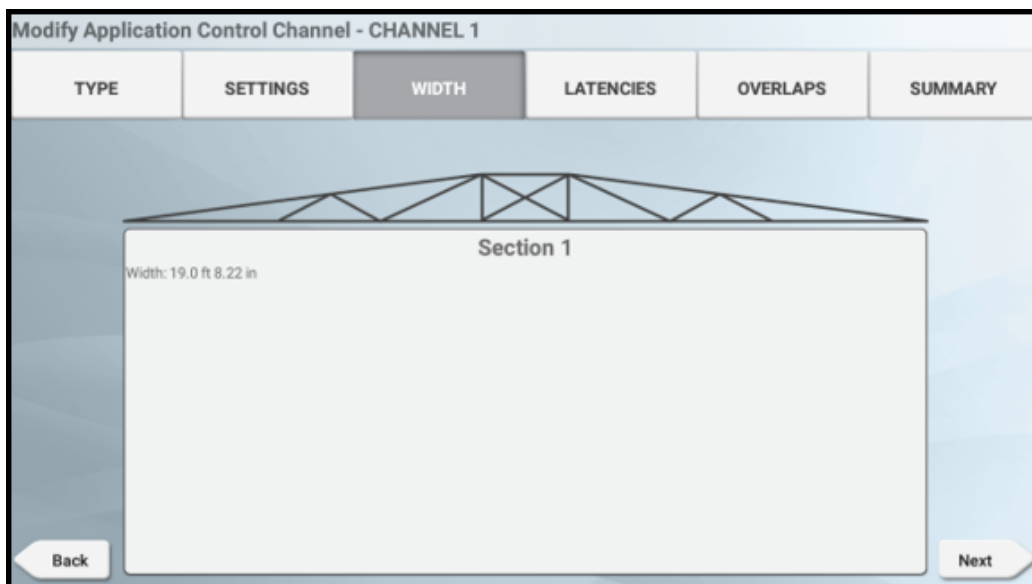 Modify Application Control Channel - CHANNEL 1
TYPE SETTINGS WIDTH LATENCIES OVERLAPS SUMMARY
Section 1
Width: 19.0 ft 8.22 in
Back Next